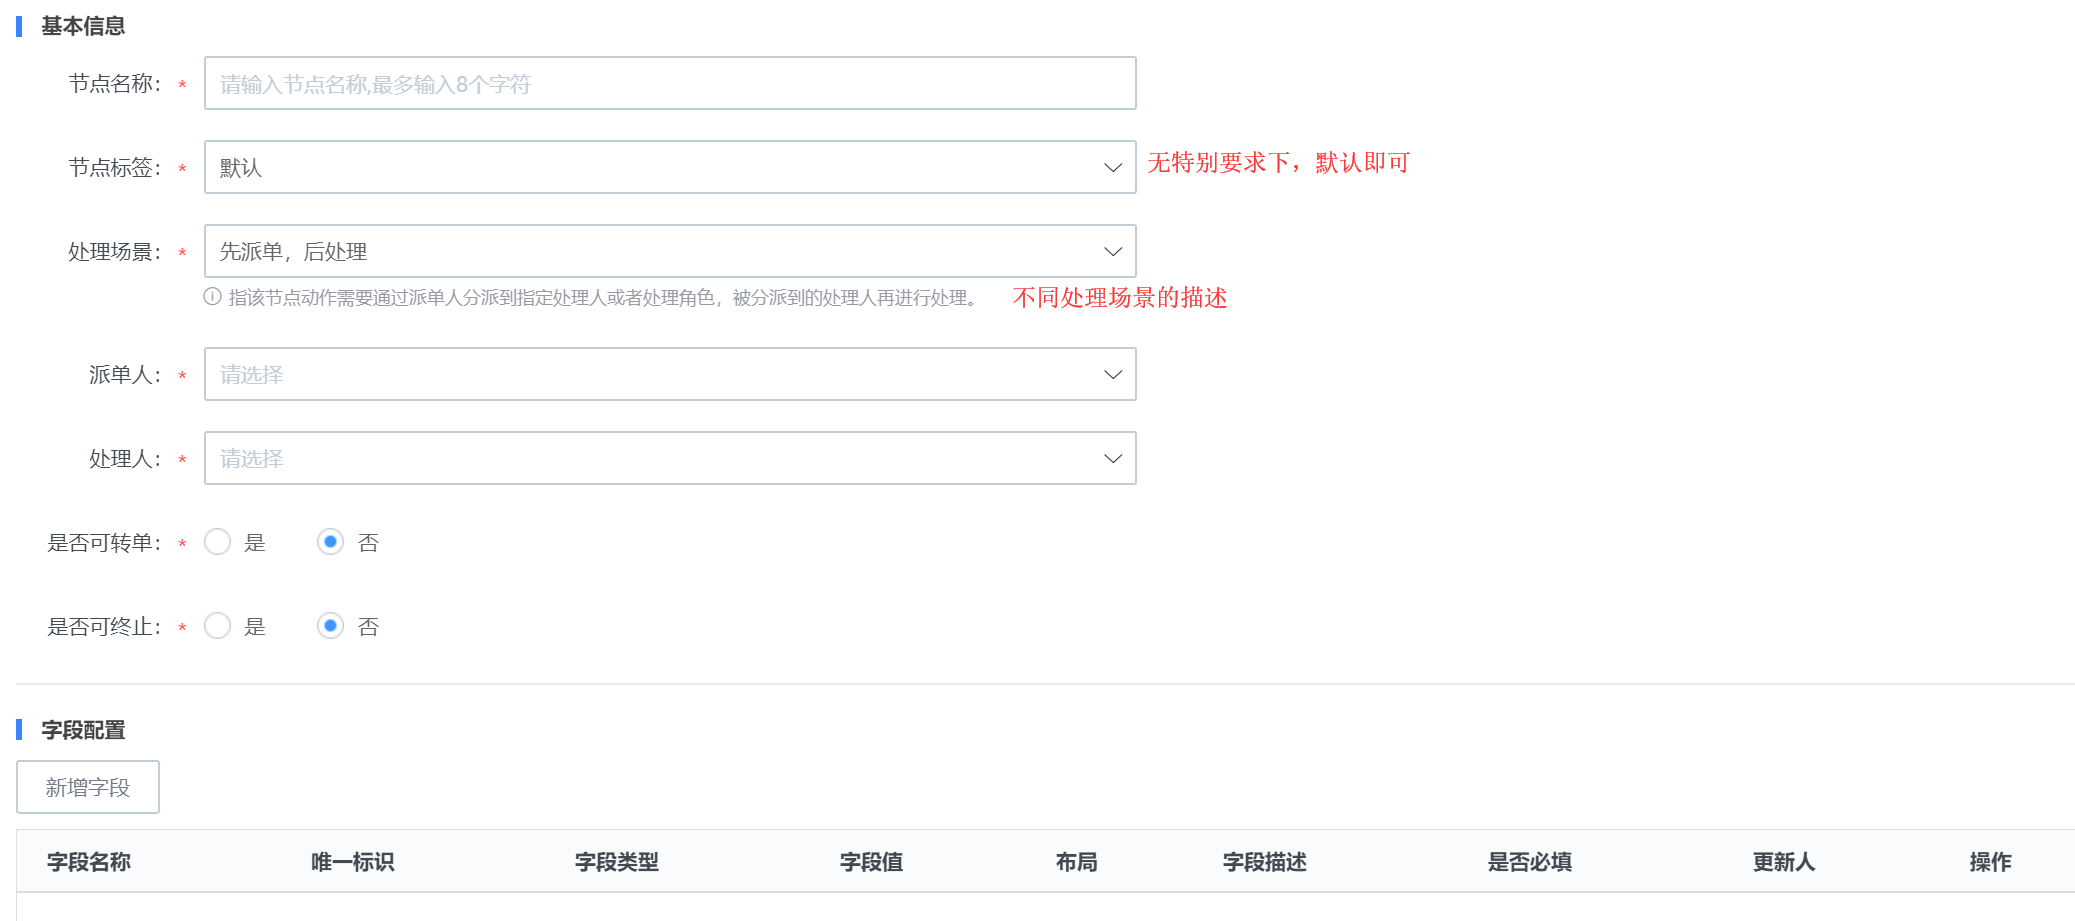 基本信息
节点名称： * 请输入节点名称,最多输入8个字符
节点标签： * 默认 无特别要求下，默认即可
处理场景： * 先派单，后处理
指该节点动作需要通过派单人分派到指定处理人或者处理角色，被分派到的处理人再进行处理。 不同处理场景的描述
派单人： * 请选择
处理人： * 请选择
是否可转单： * 是 否
是否可终止： * 是 否
字段配置
新增字段
字段名称 唯一标识 字段类型 字段值 布局 字段描述 是否必填 更新人 操作